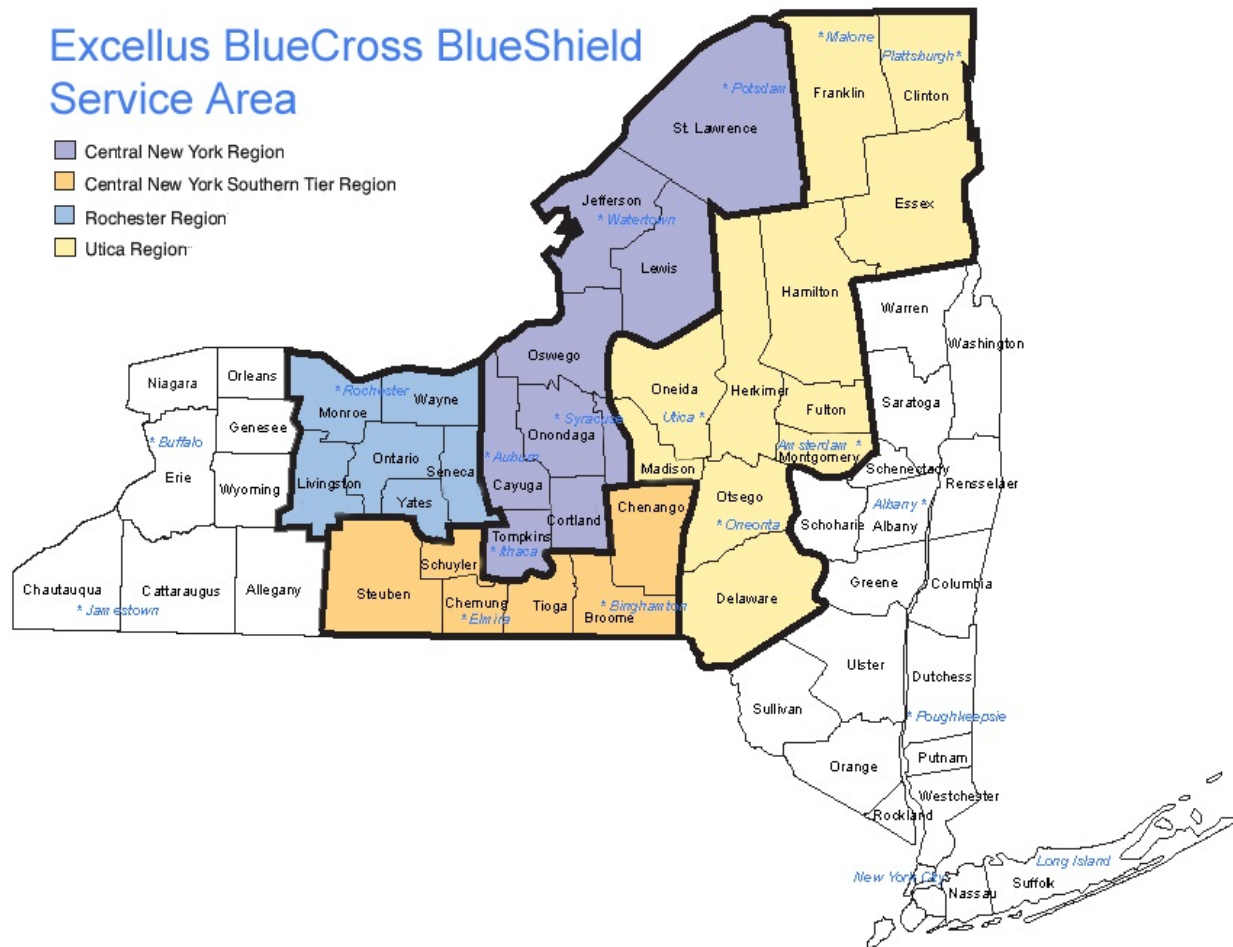 Excellus BlueCross BlueShield
Service Area
Central New York Region
Central New York Southern Tier Region
Rochester Region
Utica Region
* Malone
Plattsburgh *
Franklin
Clinton
* Potsdam
St. Lawrence
Jefferson
* Watertown
Essex
Lewis
Hamilton
Warren
Washington
Oswego
Niagara
Orleans
* Rochester
Wayne
Oneida
Herkimer
Saratoga
Monroe
Utica *
Fulton
* Syracuse
Genesee
Onondaga
* Buffalo
Amsterdam *
Montgomery
Ontario
Seneca
* Auburn
Erie
Madison
Schenectady
Livingston
Cayuga
Rensselaer
Wyoming
Yates
Otsego
Chenango
Albany *
Cortland
* Oneonta
Schoharie
Albany
Tompkins
* Ithaca
Schuyler
Greene
Columbia
Chautauqua
Cattaraugus
Allegany
Steuben
Chemung
Tioga
* Binghamton
Delaware
* Jamestown
* Elmira
Broome
Ulster
Dutchess
Sullivan
* Poughkeepsie
Putnam
Orange
Westchester
Rockland
Long Island
New York City
Nassau
Suffolk